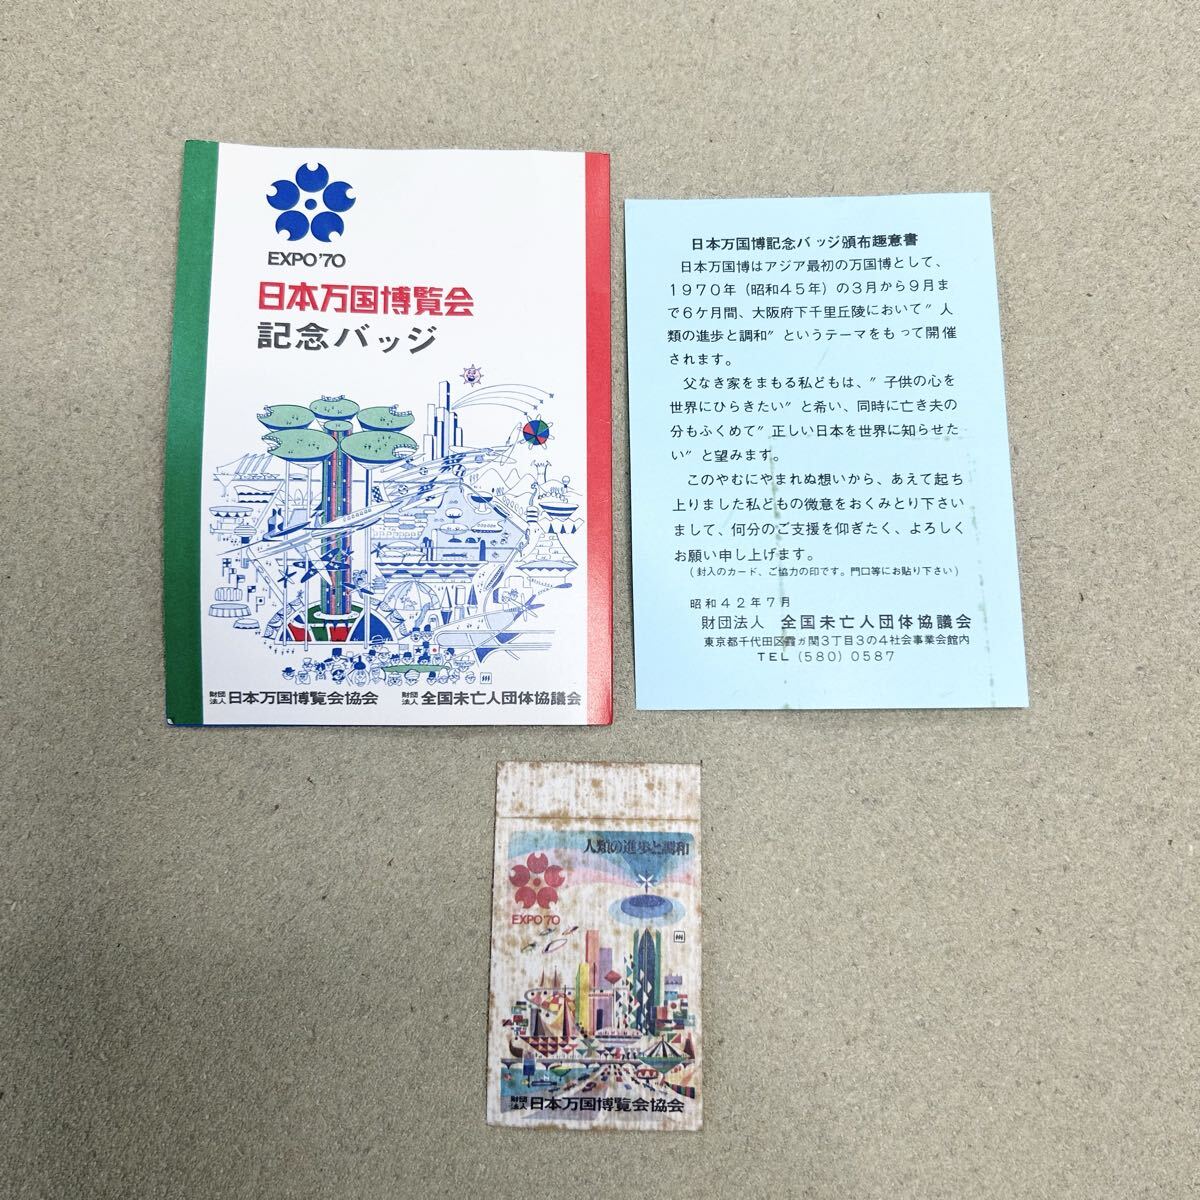 EXPO'70
日本万国博覧会
記念バッジ
財団法人 日本万国博覧会協会 財団法人 全国未亡人団体協議会
日本万国博記念バッジ頒布趣意書
日本万国博はアジア最初の万国博として、
1970年(昭和45年)の3月から9月ま
で6ケ月間、大阪府下千里丘陵において〃人
類の進歩と調和〃というテーマをもって開催
されます。
父なき家をまもる私どもは、〃子供の心を
世界にひらきたい〃と希い、同時に亡き夫の
分もふくめて〃正しい日本を世界に知らせた
い〃と望みます。
このやむにやまれぬ想いから、あえて起ち
上りました私どもの微意をおくみとり下さい
まして、何分のご支援を仰ぎたく、よろしく
お願い申し上げます。
(封入のカード、ご協力の印です。門口等にお貼り下さい)
昭和42年7月
財団法人 全国未亡人団体協議会
東京都千代田区霞ガ関3丁目3の4社会事業会館内
TEL (580) 0587
人類の進歩と調和
EXPO'70
財団法人 日本万国博覧会協会